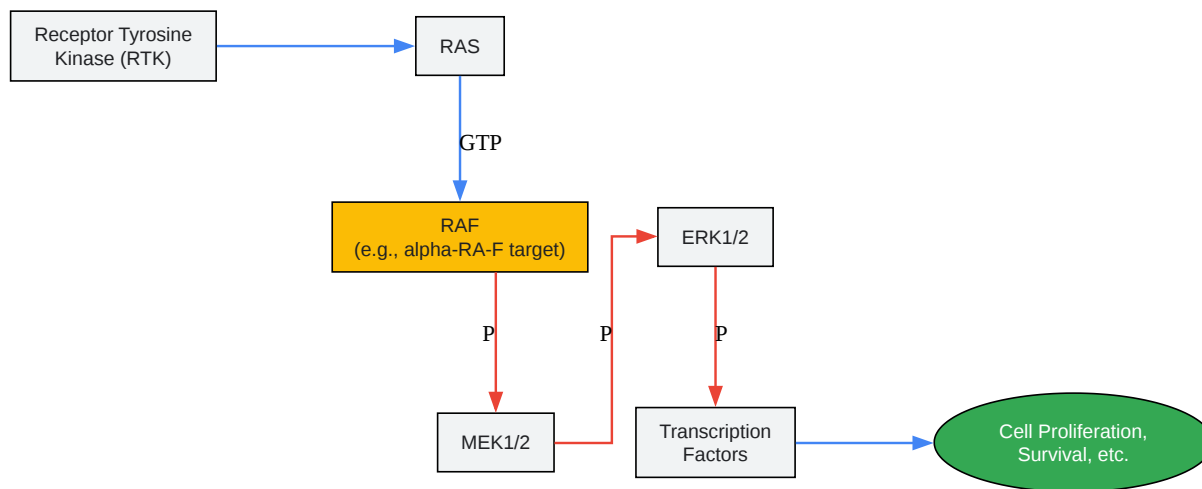 Receptor Tyrosine
Kinase (RTK)
RAS
GTP
RAF
(e.g., alpha-RA-F target)
ERK1/2
P
P
P
MEK1/2
Transcription
Factors
Cell Proliferation,
Survival, etc.